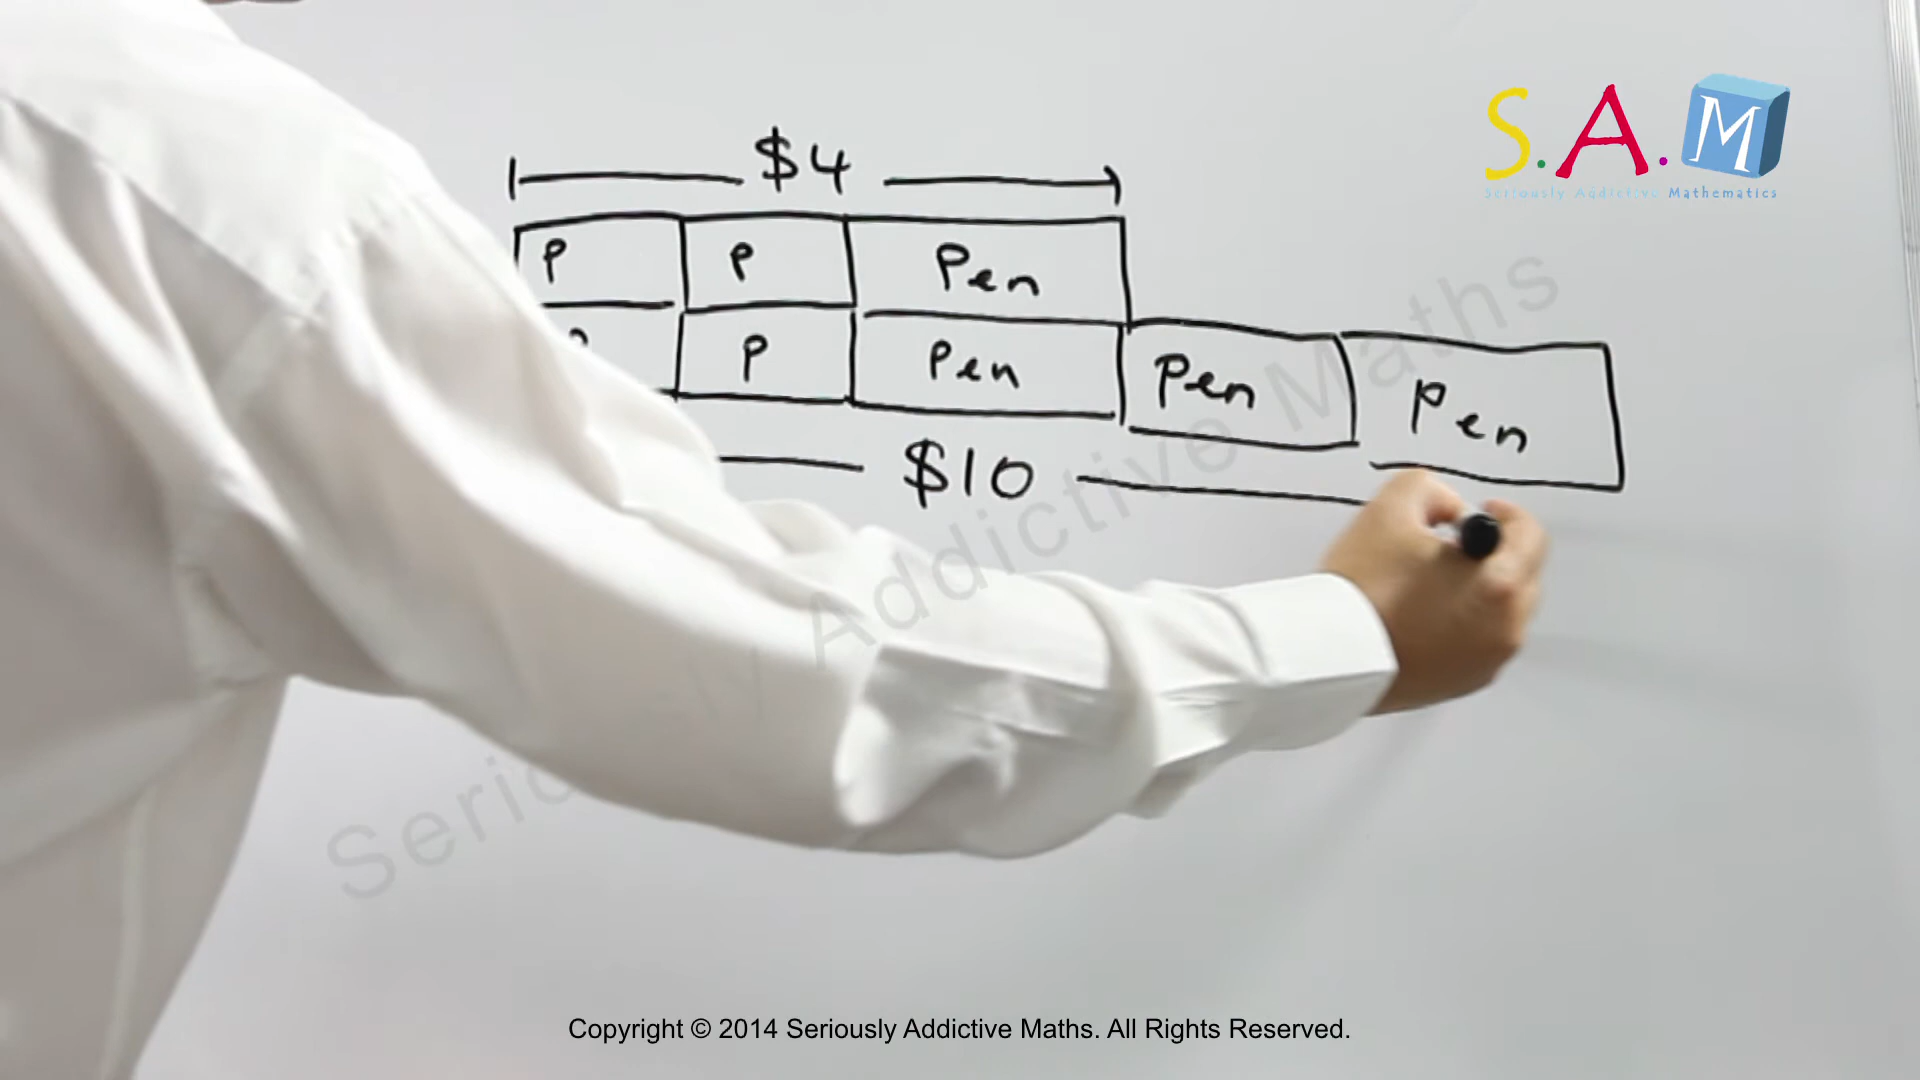 $4
S.A.M
Seriously Addictive Mathematics
P P Pen
P Pen Pen Pen
$10
Seriously Addictive Maths
Copyright © 2014 Seriously Addictive Maths. All Rights Reserved.